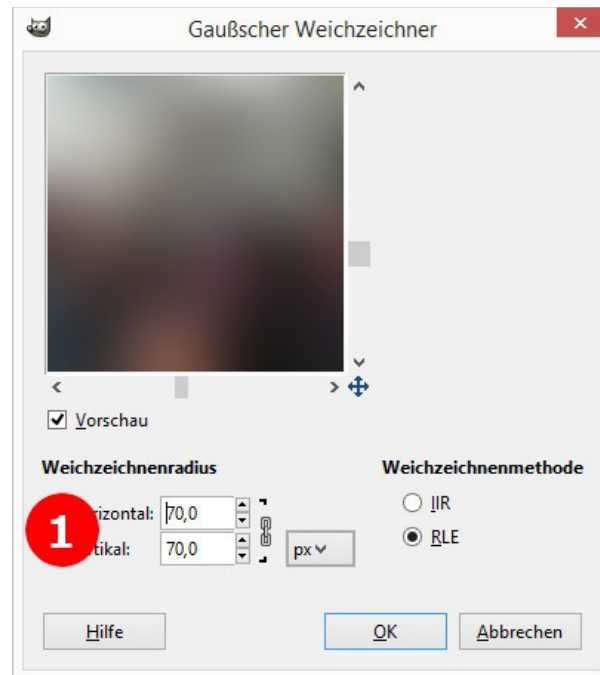 Gaußscher Weichzeichner
Vorschau
Weichzeichnenradius
Weichzeichnenmethode
rizontal: 70,0
IIR
1
tikal: 70,0 px
RLE
Hilfe
OK
Abbrechen